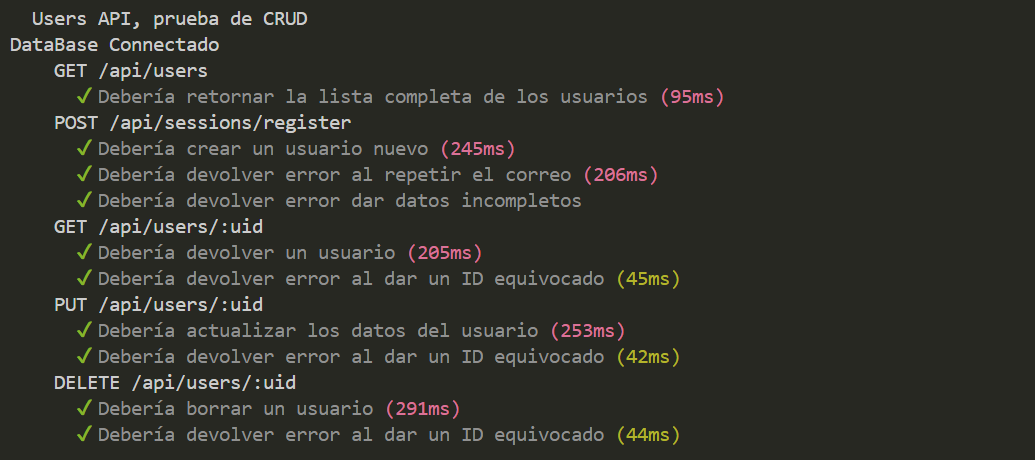 Users API, prueba de CRUD
DataBase Connectado
GET /api/users
✓ Debería retornar la lista completa de los usuarios (95ms)
POST /api/sessions/register
✓ Debería crear un usuario nuevo (245ms)
✓ Debería devolver error al repetir el correo (206ms)
✓ Debería devolver error dar datos incompletos
GET /api/users/:uid
✓ Debería devolver un usuario (205ms)
✓ Debería devolver error al dar un ID equivocado (45ms)
PUT /api/users/:uid
✓ Debería actualizar los datos del usuario (253ms)
✓ Debería devolver error al dar un ID equivocado (42ms)
DELETE /api/users/:uid
✓ Debería borrar un usuario (291ms)
✓ Debería devolver error al dar un ID equivocado (44ms)